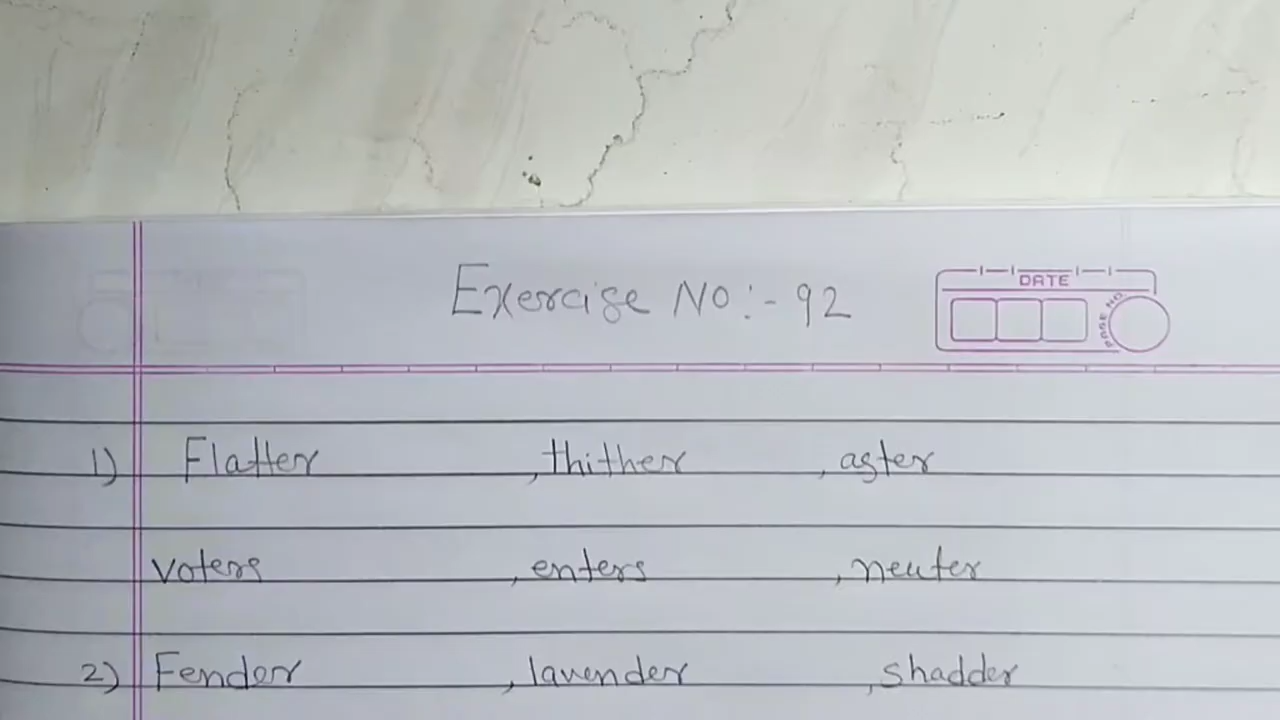 Exercise NO:- 92
DATE
PAGE NO.
1) Flatter , thither , aster
voters , enters , neuter
2) Fender , lavender , shadder